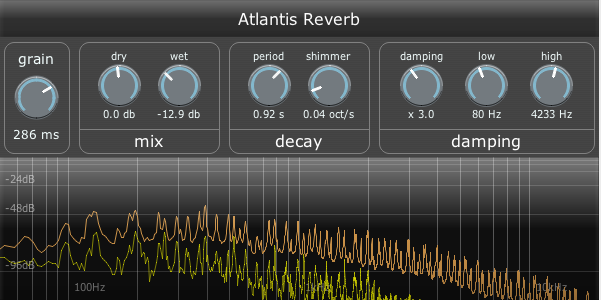 Atlantis Reverb
grain
286 ms
dry wet
0.0 db -12.9 db
mix
period shimmer
0.92 s 0.04 oct/s
decay
damping low high
x 3.0 80 Hz 4233 Hz
damping
-24dB
-48dB
-96dB
100Hz